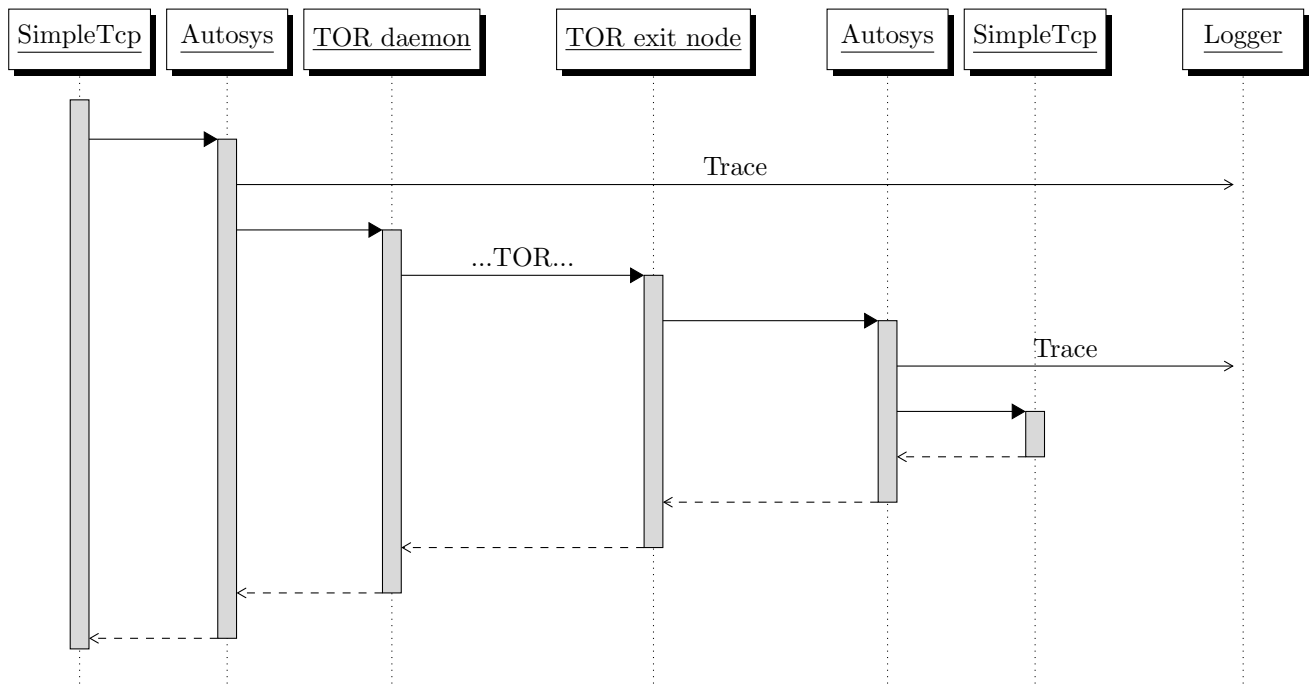 SimpleTcp
Autosys
TOR daemon
TOR exit node
Autosys
SimpleTcp
Logger
Trace
...TOR...
Trace